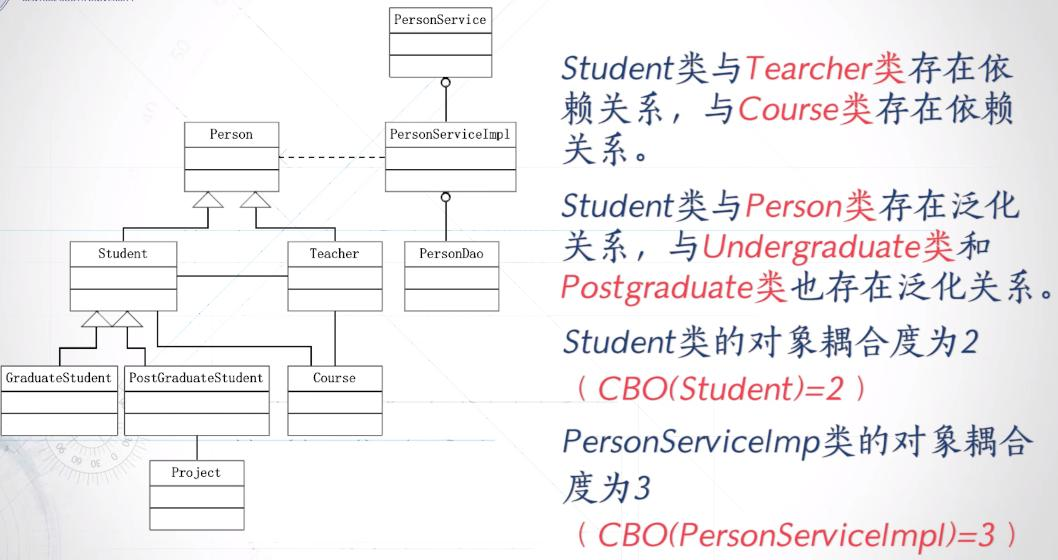 PersonService
Person
PersonServiceImpl
Student
Teacher
PersonDao
GraduateStudent
PostGraduateStudent
Course
Project
Student类与Tearcher类存在依
赖关系，与Course类存在依赖
关系。
Student类与Person类存在泛化
关系，与Undergraduate类和
Postgraduate类也存在泛化关系。
Student类的对象耦合度为2
（CBO(Student)=2）
PersonServiceImp类的对象耦合
度为3
（CBO(PersonServiceImpl)=3）